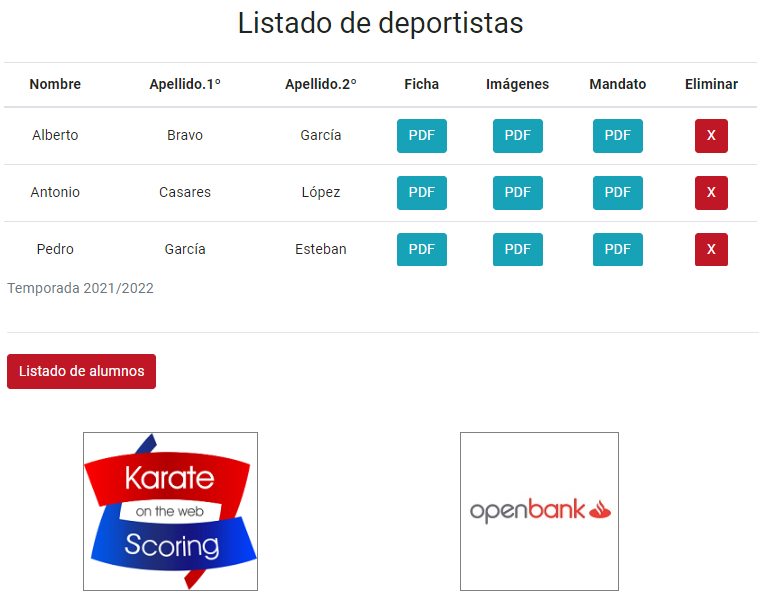 Listado de deportistas
Nombre Apellido.1º Apellido.2º Ficha Imágenes Mandato Eliminar
Alberto Bravo García PDF PDF PDF X
Antonio Casares López PDF PDF PDF X
Pedro García Esteban PDF PDF PDF X
Temporada 2021/2022
Listado de alumnos
Karate
on the web
Scoring
openbank